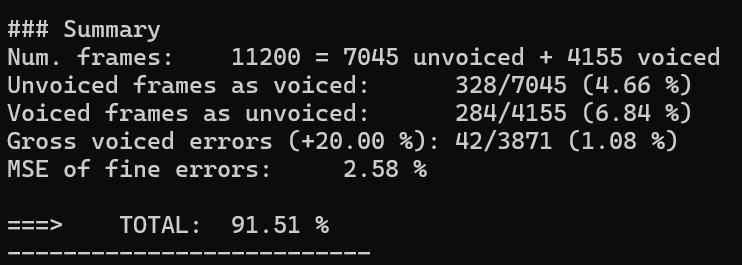 ### Summary
Num. frames:    11200 = 7045 unvoiced + 4155 voiced
Unvoiced frames as voiced:      328/7045 (4.66 %)
Voiced frames as unvoiced:      284/4155 (6.84 %)
Gross voiced errors (+20.00 %): 42/3871 (1.08 %)
MSE of fine errors:     2.58 %
===>    TOTAL:  91.51 %
--------------------------